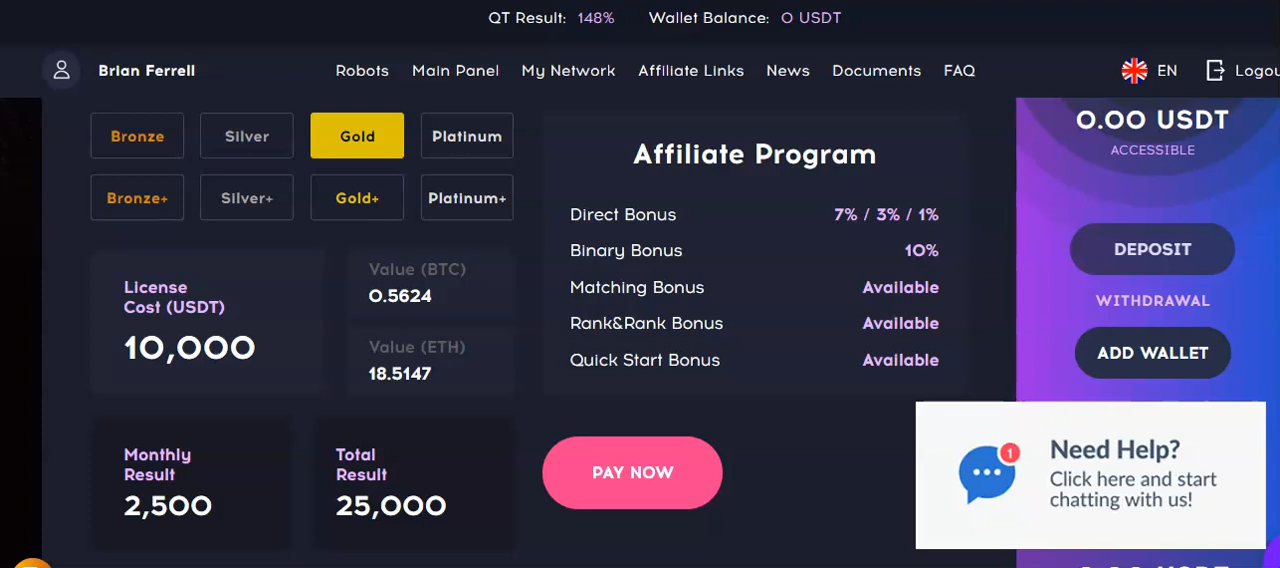 QT Result: 148% Wallet Balance: 0 USDT
Brian Ferrell Robots Main Panel My Network Affiliate Links News Documents FAQ EN Logou
Bronze Silver Gold Platinum
Bronze+ Silver+ Gold+ Platinum+
License
Cost (USDT)
10,000
Value (BTC)
0.5624
Value (ETH)
18.5147
Monthly
Result
2,500
Total
Result
25,000
Affiliate Program
Direct Bonus 7% / 3% / 1%
Binary Bonus 10%
Matching Bonus Available
Rank&Rank Bonus Available
Quick Start Bonus Available
PAY NOW
0.00 USDT
ACCESSIBLE
DEPOSIT
WITHDRAWAL
ADD WALLET
1
Need Help?
Click here and start
chatting with us!